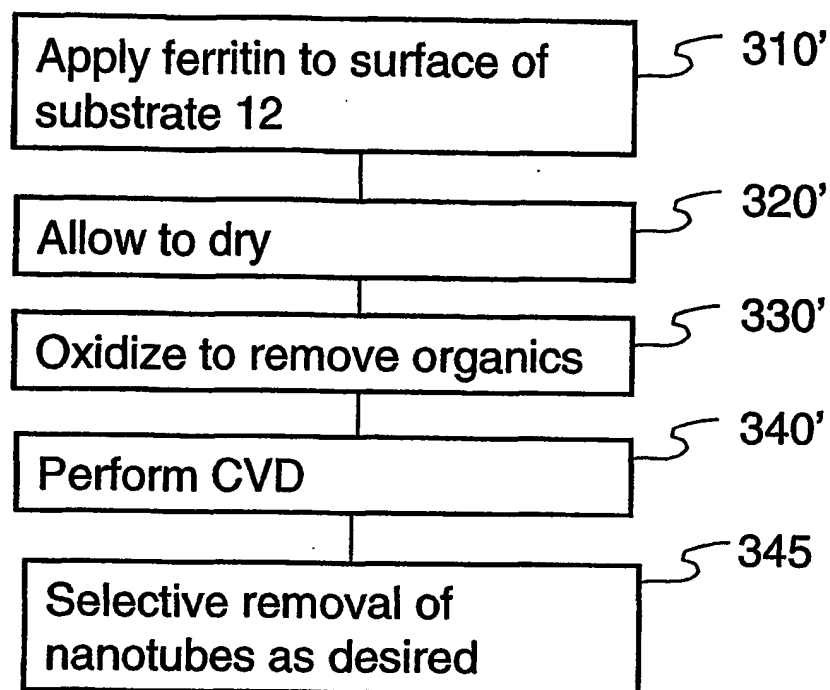 Apply ferritin to surface of
substrate 12
310'
Allow to dry
320'
Oxidize to remove organics
330'
Perform CVD
340'
Selective removal of
nanotubes as desired
345